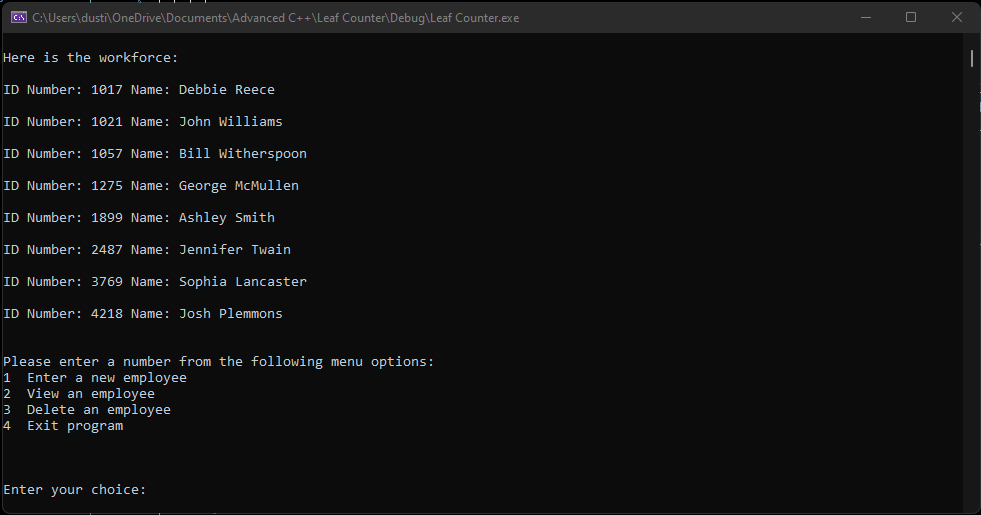 C:\Users\dusti\OneDrive\Documents\Advanced C++\Leaf Counter\Debug\Leaf Counter.exe
Here is the workforce:
ID Number: 1017 Name: Debbie Reece
ID Number: 1021 Name: John Williams
ID Number: 1057 Name: Bill Witherspoon
ID Number: 1275 Name: George McMullen
ID Number: 1899 Name: Ashley Smith
ID Number: 2487 Name: Jennifer Twain
ID Number: 3769 Name: Sophia Lancaster
ID Number: 4218 Name: Josh Plemmons
Please enter a number from the following menu options:
1  Enter a new employee
2  View an employee
3  Delete an employee
4  Exit program
Enter your choice: